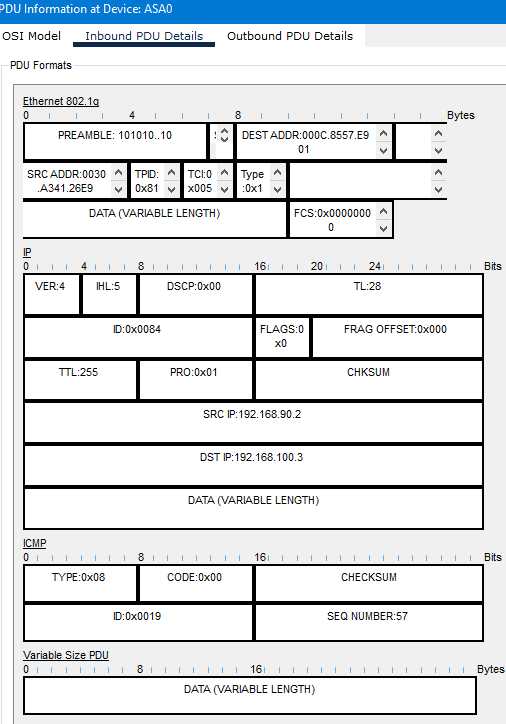 PDU Information at Device: ASA0
OSI Model Inbound PDU Details Outbound PDU Details
PDU Formats
Ethernet 802.1q
0 4 8 Bytes
PREAMBLE: 101010..10 DEST ADDR:000C.8557.E9
01
SRC ADDR:0030 TPID: TCI:0 Type
.A341.26E9 0x81 x005 :0x1
DATA (VARIABLE LENGTH) FCS:0x0000000
0
IP
0 4 8 16 20 24 Bits
VER:4 IHL:5 DSCP:0x00 TL:28
ID:0x0084 FLAGS:0 FRAG OFFSET:0x000
x0
TTL:255 PRO:0x01 CHKSUM
SRC IP:192.168.90.2
DST IP:192.168.100.3
DATA (VARIABLE LENGTH)
ICMP
0 8 16 Bits
TYPE:0x08 CODE:0x00 CHECKSUM
ID:0x0019 SEQ NUMBER:57
Variable Size PDU
0 8 16 Bytes
DATA (VARIABLE LENGTH)